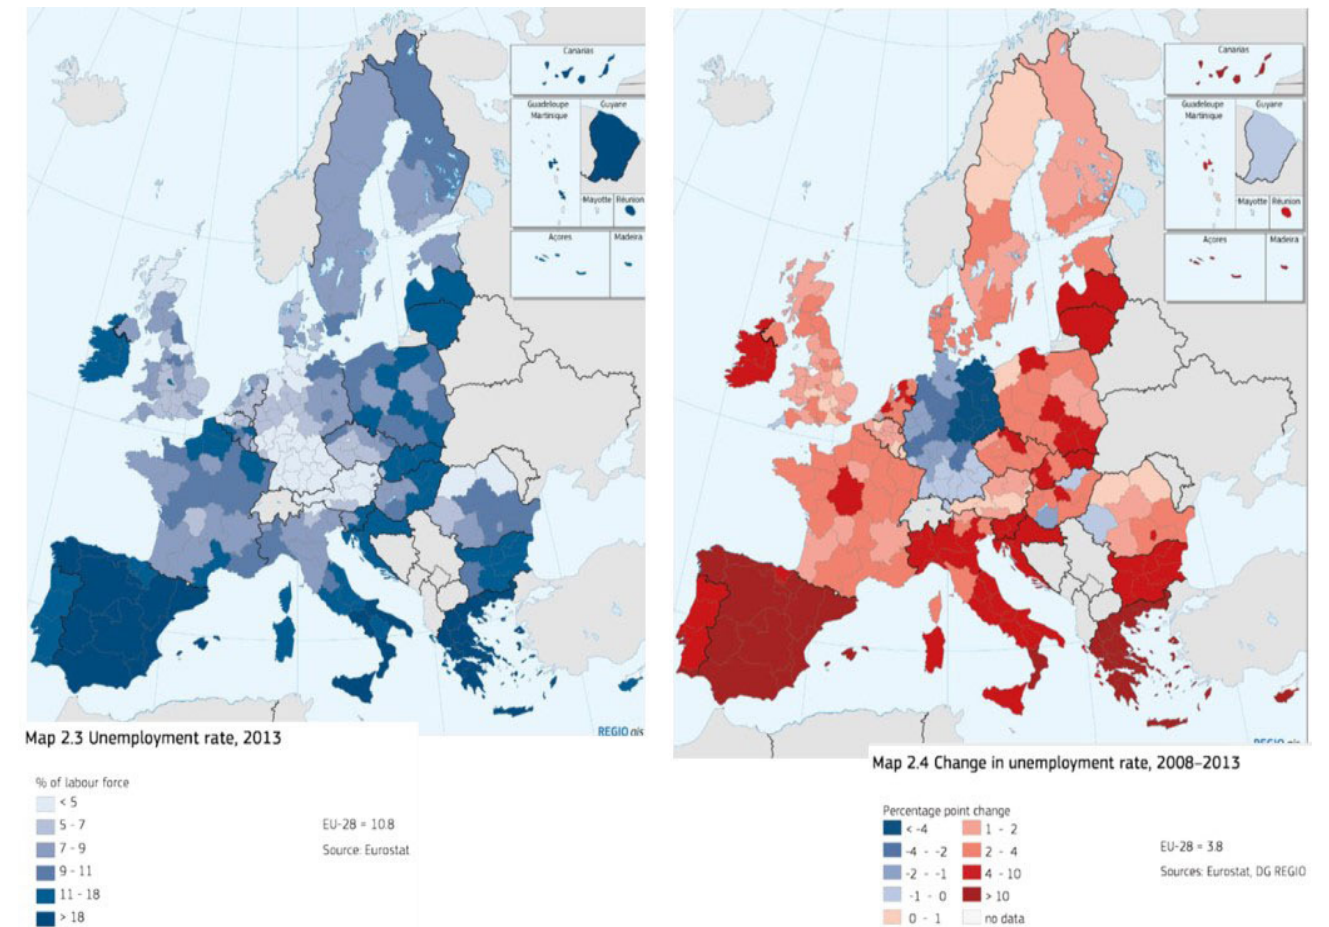 Canarias
Guadeloupe
Martinique
Guyane
Mayotte
Réunion
Açores
Madeira
REGIO gis
Map 2.3 Unemployment rate, 2013
% of labour force
< 5
5 - 7
7 - 9
9 - 11
11 - 18
> 18
EU-28 = 10.8
Source: Eurostat
Canarias
Guadeloupe
Martinique
Guyane
Mayotte
Réunion
Açores
Madeira
Map 2.4 Change in unemployment rate, 2008–2013
Percentage point change
< -4
-4 - -2
-2 - -1
-1 - 0
0 - 1
1 - 2
2 - 4
4 - 10
> 10
no data
EU-28 = 3.8
Sources: Eurostat, DG REGIO